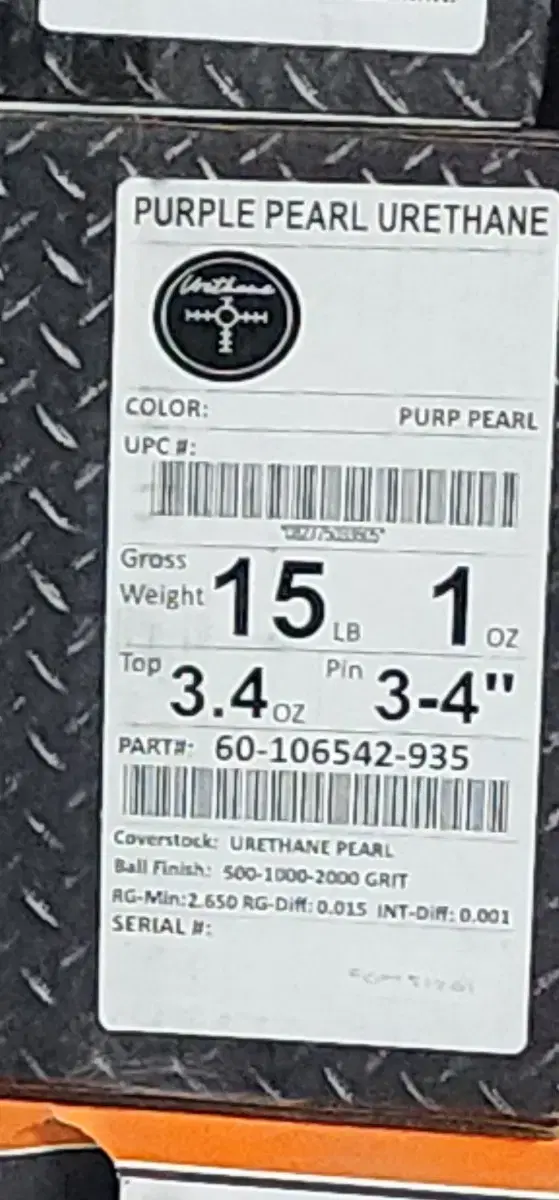 PURPLE PEARL URETHANE
Urethane
COLOR: PURP PEARL
UPC #:
Gross Weight 15 LB 1 OZ
Top 3.4 OZ Pin 3-4"
PART#: 60-106542-935
Coverstock: URETHANE PEARL
Ball Finish: 500-1000-2000 GRIT
RG-Min:2.650 RG-Diff: 0.015 INT-Diff: 0.001
SERIAL #: